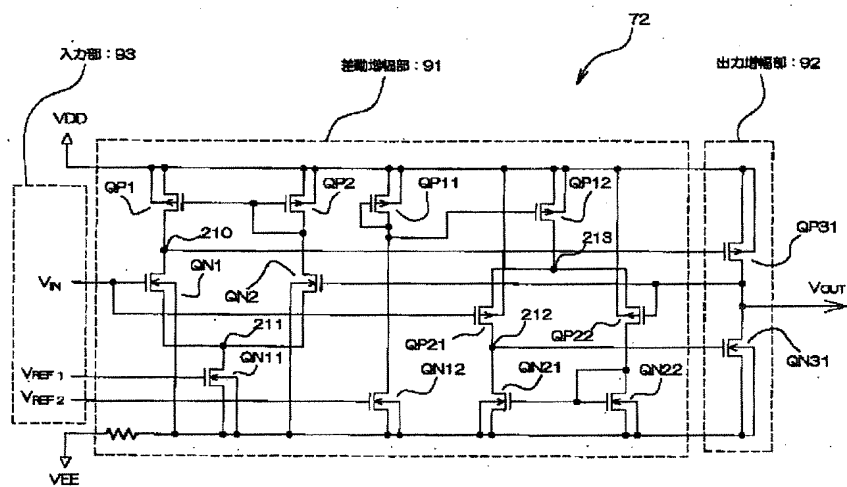 72
入力部：93
差動増幅部：91
出力増幅部：92
VDD
QP1
QP2
QP11
QP12
210
213
QP31
VIN
QN1
QN2
VOUT
211
QP21
212
QP22
QN31
VREF1
QN11
QN12
QN21
QN22
VREF2
VEE